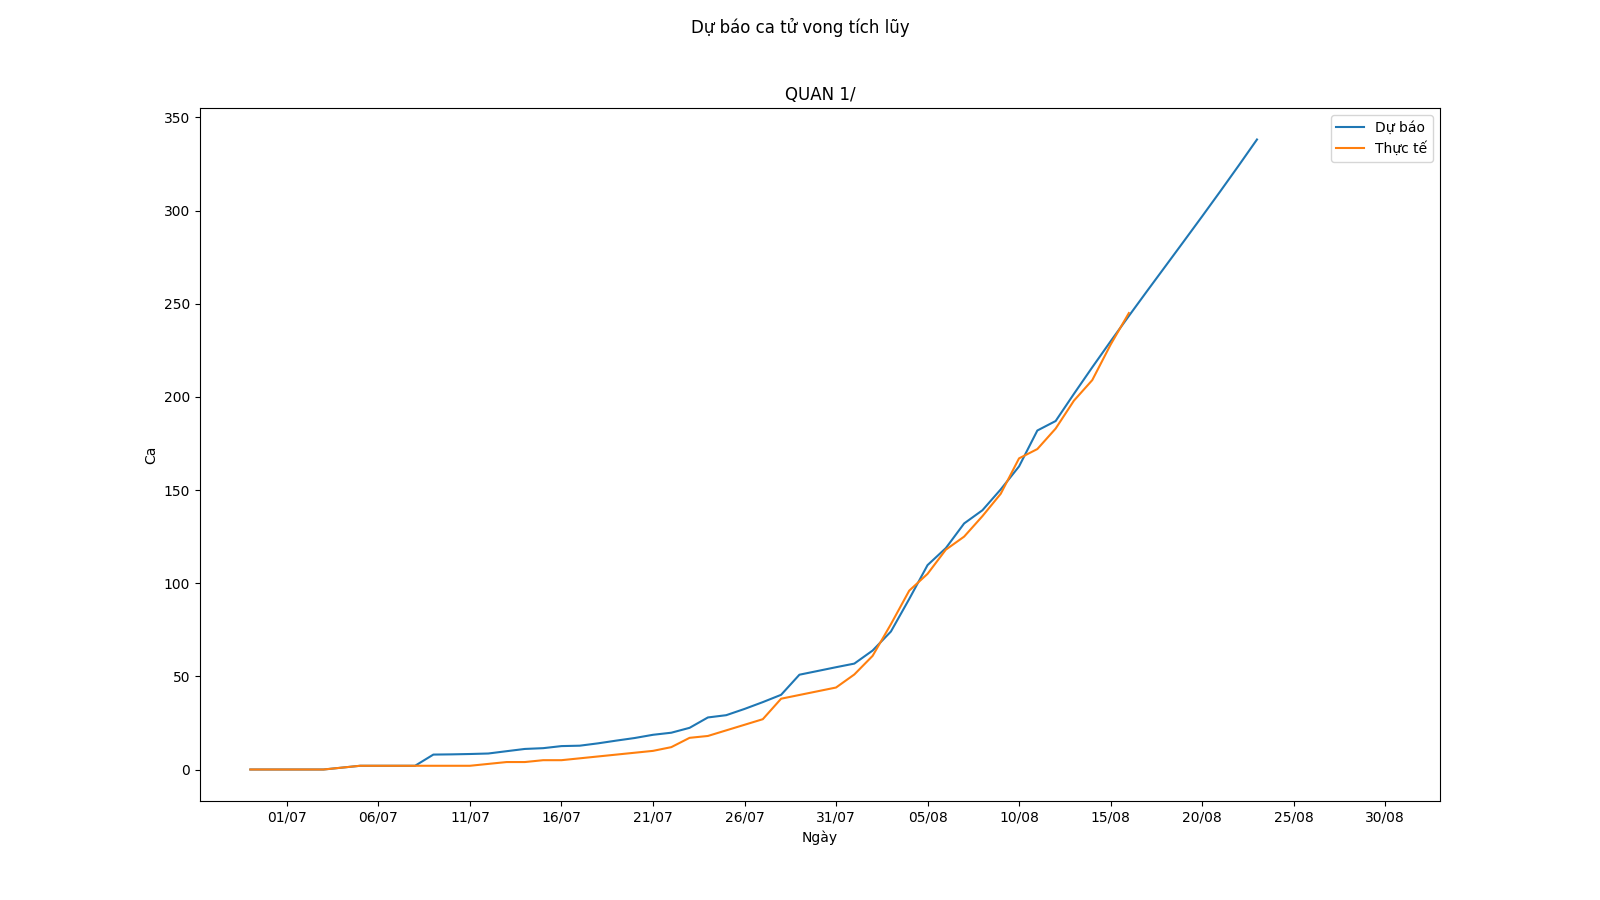 Dự báo ca tử vong tích lũy
QUAN 1/
350
300
250
200
150
100
50
0
Ca
Dự báo
Thực tế
01/07 06/07 11/07 16/07 21/07 26/07 31/07 05/08 10/08 15/08 20/08 25/08 30/08
Ngày